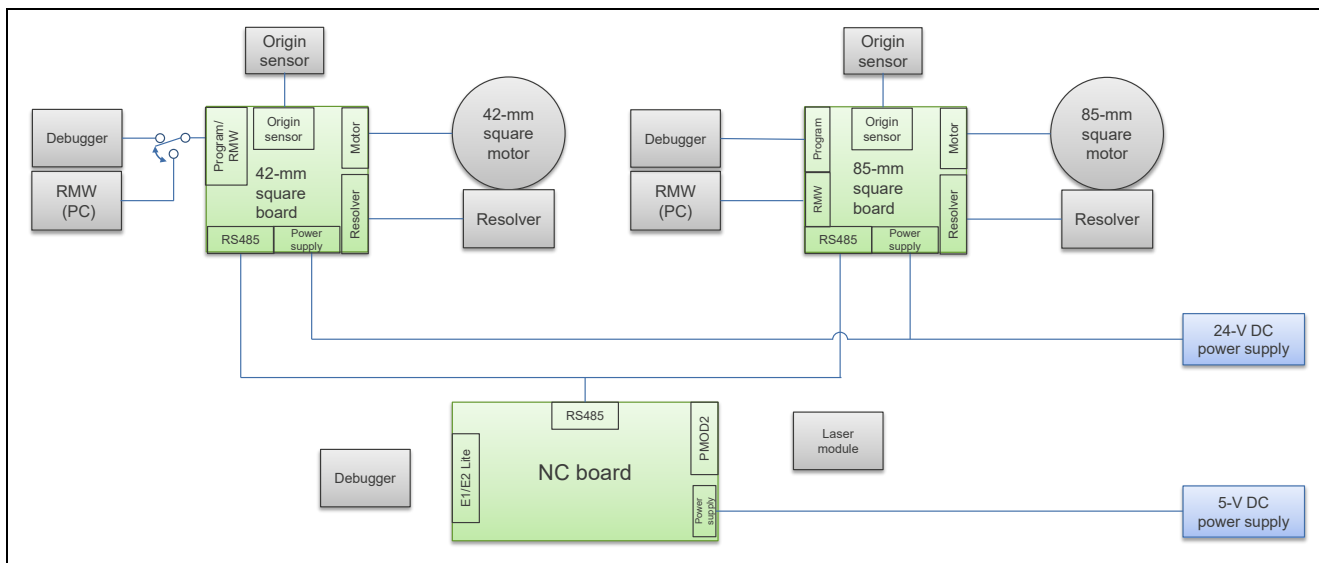 Origin
sensor
Debugger
RMW
(PC)
Program/
RMW
Origin
sensor
Motor
42-mm
square
board
Resolver
RS485
Power
supply
42-mm
square
motor
Resolver
Origin
sensor
Debugger
RMW
(PC)
Program
RMW
Origin
sensor
Motor
85-mm
square
board
Resolver
RS485
Power
supply
85-mm
square
motor
Resolver
24-V DC
power supply
Debugger
E1/E2 Lite
RS485
NC board
PMOD2
Power
supply
Laser
module
5-V DC
power supply